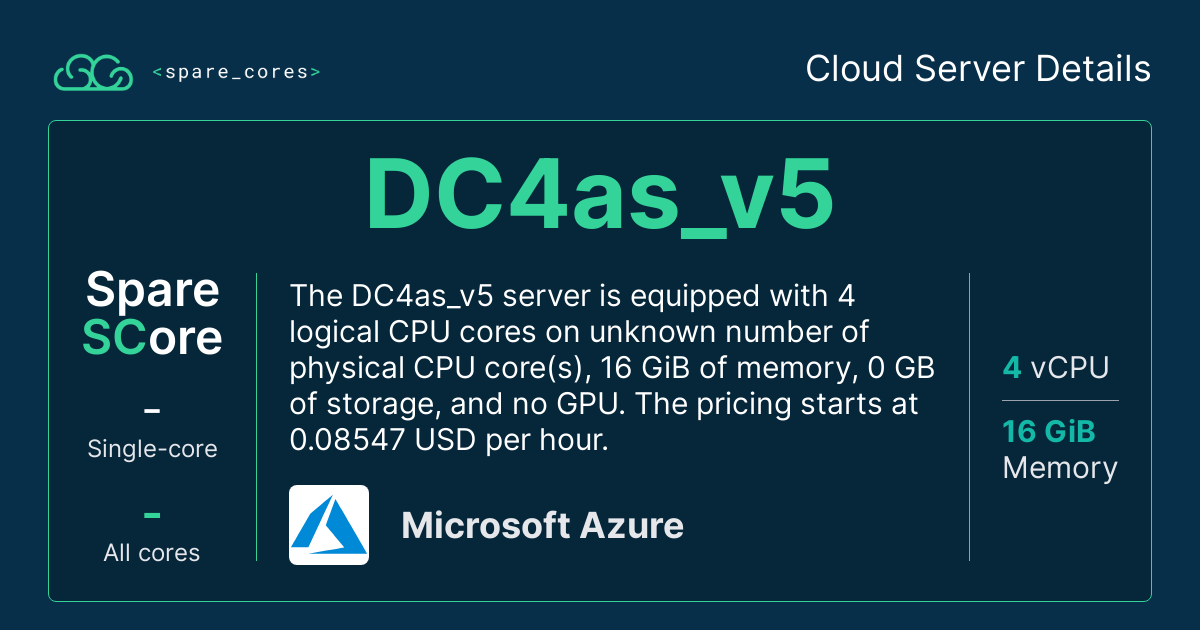 <spare_cores>
Cloud Server Details
DC4as_v5
Spare
SCore
–
Single-core
–
All cores
The DC4as_v5 server is equipped with 4
logical CPU cores on unknown number of
physical CPU core(s), 16 GiB of memory, 0 GB
of storage, and no GPU. The pricing starts at
0.08547 USD per hour.
Microsoft Azure
4 vCPU
16 GiB
Memory